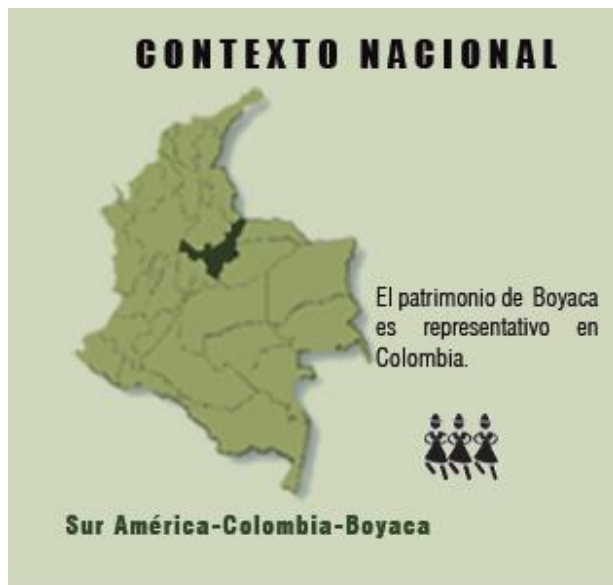 CONTEXTO NACIONAL
El patrimonio de Boyaca
es representativo en
Colombia.
Sur América-Colombia-Boyaca